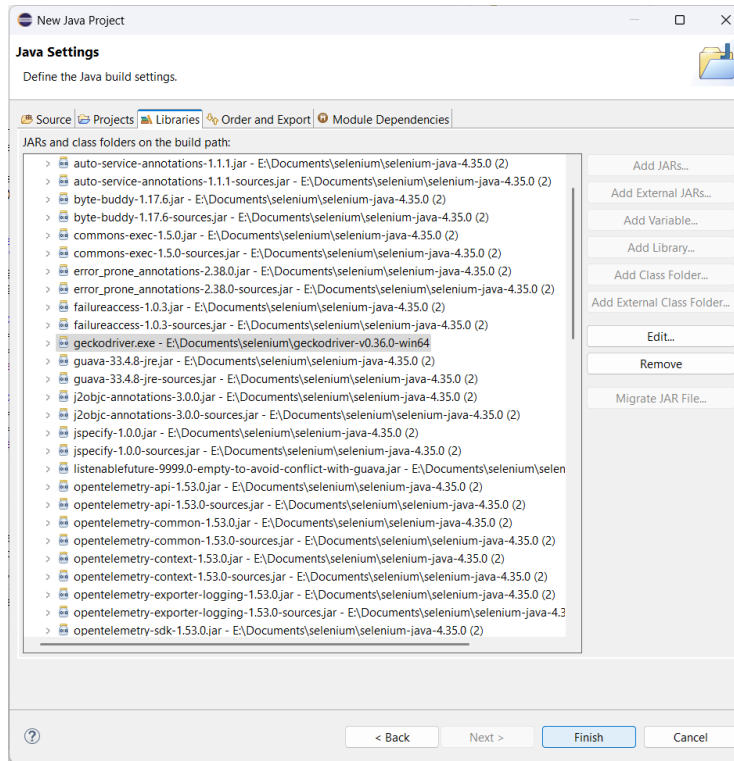 New Java Project
Java Settings
Define the Java build settings.
Source Projects Libraries Order and Export Module Dependencies
JARs and class folders on the build path:
auto-service-annotations-1.1.1.jar - E:\Documents\selenium\selenium-java-4.35.0 (2)
auto-service-annotations-1.1.1-sources.jar - E:\Documents\selenium\selenium-java-4.35.0 (2)
byte-buddy-1.17.6.jar - E:\Documents\selenium\selenium-java-4.35.0 (2)
byte-buddy-1.17.6-sources.jar - E:\Documents\selenium\selenium-java-4.35.0 (2)
commons-exec-1.5.0.jar - E:\Documents\selenium\selenium-java-4.35.0 (2)
commons-exec-1.5.0-sources.jar - E:\Documents\selenium\selenium-java-4.35.0 (2)
error_prone_annotations-2.38.0.jar - E:\Documents\selenium\selenium-java-4.35.0 (2)
error_prone_annotations-2.38.0-sources.jar - E:\Documents\selenium\selenium-java-4.35.0 (2)
failureaccess-1.0.3.jar - E:\Documents\selenium\selenium-java-4.35.0 (2)
failureaccess-1.0.3-sources.jar - E:\Documents\selenium\selenium-java-4.35.0 (2)
geckodriver.exe - E:\Documents\selenium\geckodriver-v0.36.0-win64
guava-33.4.8-jre.jar - E:\Documents\selenium\selenium-java-4.35.0 (2)
guava-33.4.8-jre-sources.jar - E:\Documents\selenium\selenium-java-4.35.0 (2)
j2objc-annotations-3.0.0.jar - E:\Documents\selenium\selenium-java-4.35.0 (2)
j2objc-annotations-3.0.0-sources.jar - E:\Documents\selenium\selenium-java-4.35.0 (2)
jspecify-1.0.0.jar - E:\Documents\selenium\selenium-java-4.35.0 (2)
jspecify-1.0.0-sources.jar - E:\Documents\selenium\selenium-java-4.35.0 (2)
listenablefuture-9999.0-empty-to-avoid-conflict-with-guava.jar - E:\Documents\selenium\selen
opentelemetry-api-1.53.0.jar - E:\Documents\selenium\selenium-java-4.35.0 (2)
opentelemetry-api-1.53.0-sources.jar - E:\Documents\selenium\selenium-java-4.35.0 (2)
opentelemetry-common-1.53.0.jar - E:\Documents\selenium\selenium-java-4.35.0 (2)
opentelemetry-common-1.53.0-sources.jar - E:\Documents\selenium\selenium-java-4.35.0 (2)
opentelemetry-context-1.53.0.jar - E:\Documents\selenium\selenium-java-4.35.0 (2)
opentelemetry-context-1.53.0-sources.jar - E:\Documents\selenium\selenium-java-4.35.0 (2)
opentelemetry-exporter-logging-1.53.0.jar - E:\Documents\selenium\selenium-java-4.35.0 (2)
opentelemetry-exporter-logging-1.53.0-sources.jar - E:\Documents\selenium\selenium-java-4.3
opentelemetry-sdk-1.53.0.jar - E:\Documents\selenium\selenium-java-4.35.0 (2)
Add JARs...
Add External JARs...
Add Variable...
Add Library...
Add Class Folder...
Add External Class Folder...
Edit...
Remove
Migrate JAR File...
< Back
Next >
Finish
Cancel